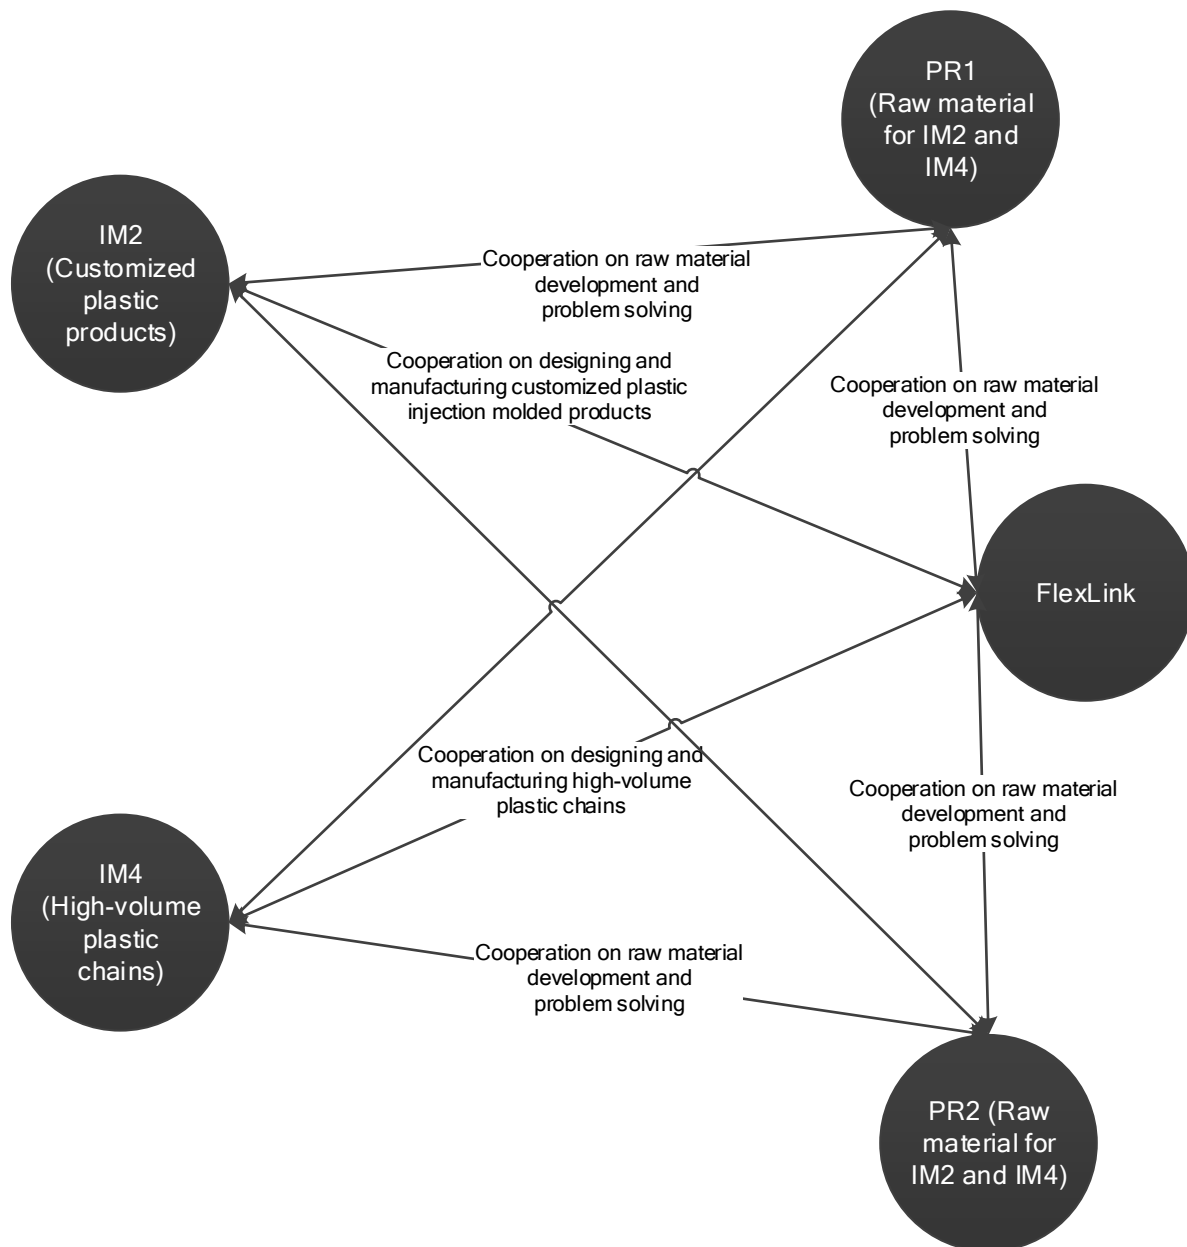 PR1
(Raw material
for IM2 and
IM4)
IM2
(Customized
plastic
products)
Cooperation on raw material
development and
problem solving
Cooperation on designing and
manufacturing customized plastic
injection molded products
Cooperation on raw material
development and
problem solving
FlexLink
Cooperation on designing and
manufacturing high-volume
plastic chains
Cooperation on raw material
development and
problem solving
IM4
(High-volume
plastic
chains)
Cooperation on raw material
development and
problem solving
PR2 (Raw
material for
IM2 and IM4)